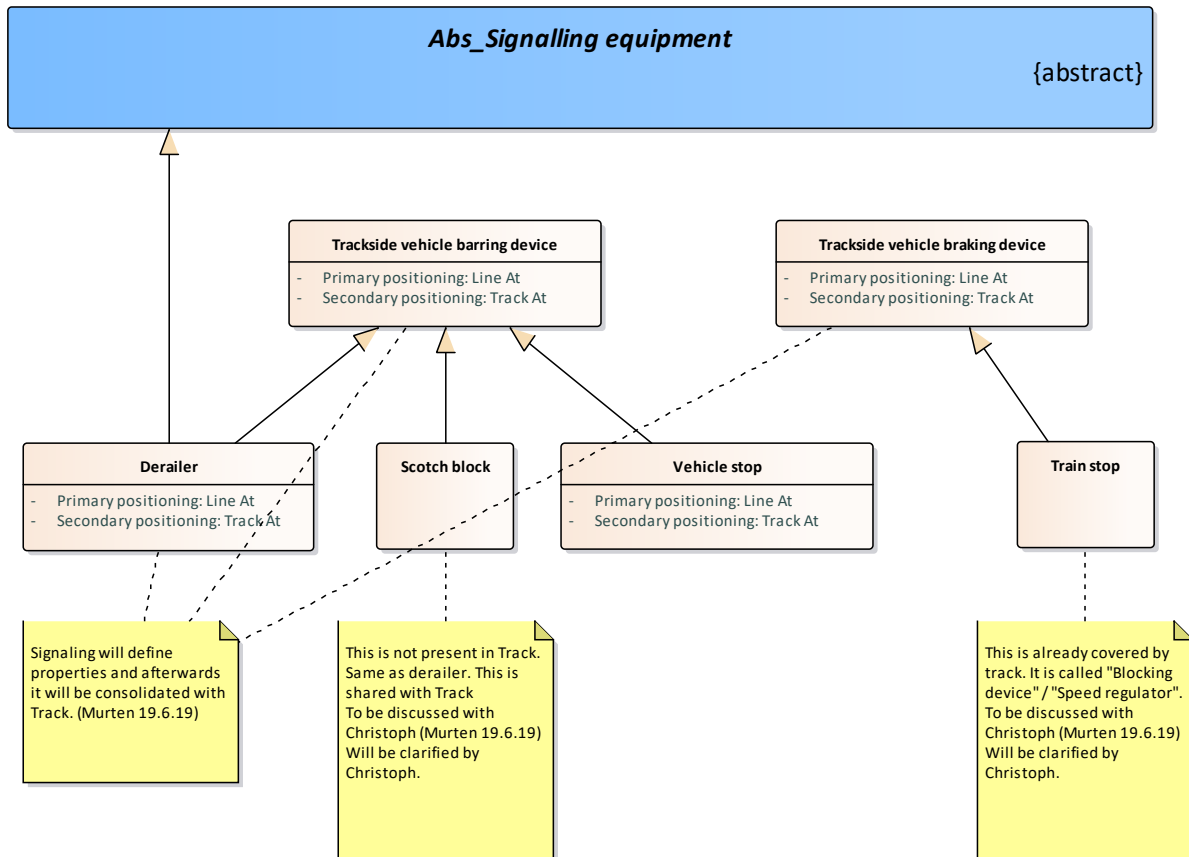 Abs_Signalling equipment
{abstract}
Trackside vehicle barring device
- Primary positioning: Line At
- Secondary positioning: Track At
Trackside vehicle braking device
- Primary positioning: Line At
- Secondary positioning: Track At
Derailer
- Primary positioning: Line At
- Secondary positioning: Track At
Scotch block
Vehicle stop
- Primary positioning: Line At
- Secondary positioning: Track At
Train stop
Signaling will define
properties and afterwards
it will be consolidated with
Track. (Murten 19.6.19)
This is not present in Track.
Same as derailer. This is
shared with Track
To be discussed with
Christoph (Murten 19.6.19)
Will be clarified by
Christoph.
This is already covered by
track. It is called "Blocking
device" / "Speed regulator".
To be discussed with
Christoph (Murten 19.6.19)
Will be clarified by
Christoph.